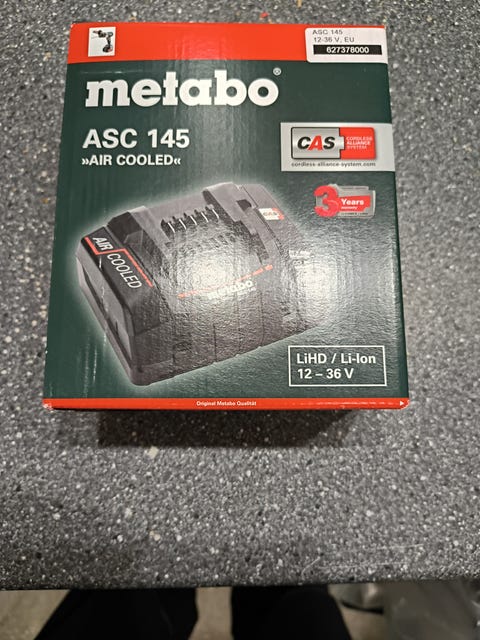 ASC 145
12-36 V, EU
627378000
metabo®
ASC 145
»AIR COOLED«
CAS
CORDLESS
ALLIANCE
SYSTEM
cordless-alliance-system.com
3 Years
AIR COOLED
CAS
metabo
LiHD / Li-Ion
12 – 36 V
Original Metabo Qualität